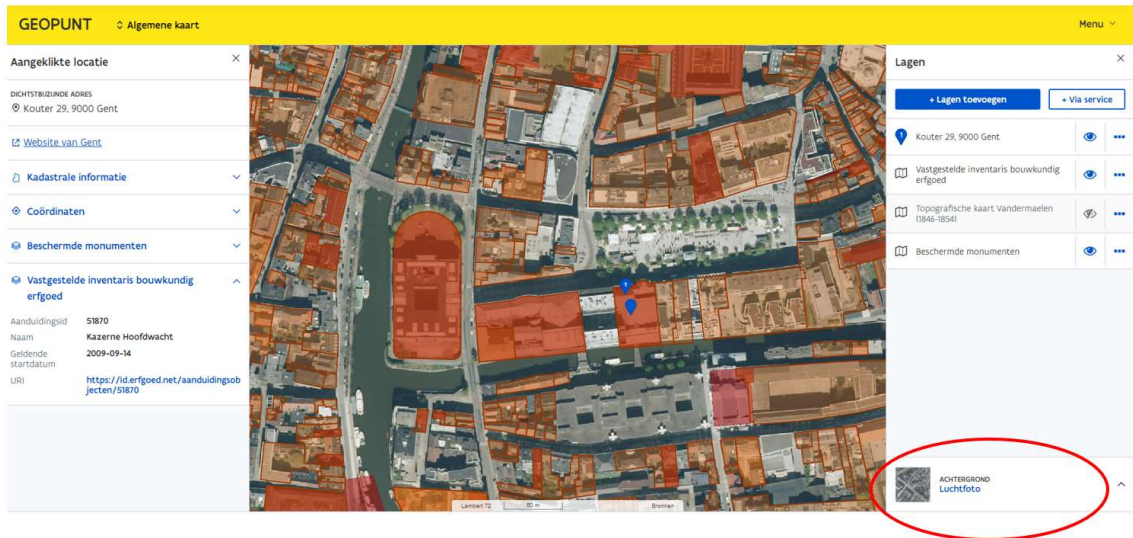 GEOPUNT
Algemene kaart
Menu
Aangeklikte locatie
DICHTSTBIJZIJNDE ADRES
Kouter 29, 9000 Gent
Website van Gent
Kadastrale informatie
Coördinaten
Beschermde monumenten
Vastgestelde inventaris bouwkundig
erfgoed
Aanduidingsid 51870
Naam Kazerne Hoofdwacht
Geldende
startdatum 2009-09-14
URI https://id.erfgoed.net/aanduidingsob
jecten/51870
1
Lambert 72 50 m Bronnen
Lagen
+ Lagen toevoegen + Via service
1 Kouter 29, 9000 Gent
Vastgestelde inventaris bouwkundig
erfgoed
Topografische kaart Vandermaelen
(1846-1854)
Beschermde monumenten
ACHTERGROND
Luchtfoto